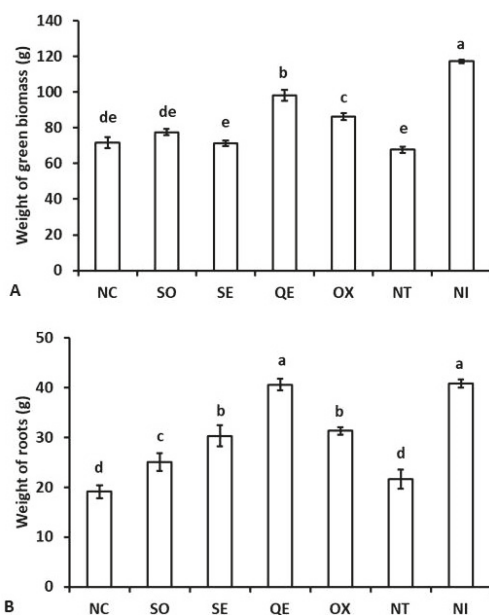 Weight of green biomass (g)
140
120
100
80
60
40
20
0
de
de
e
b
c
e
a
NC SO SE QE OX NT NI
A
Weight of roots (g)
50
40
30
20
10
0
d
c
b
a
b
d
a
NC SO SE QE OX NT NI
B